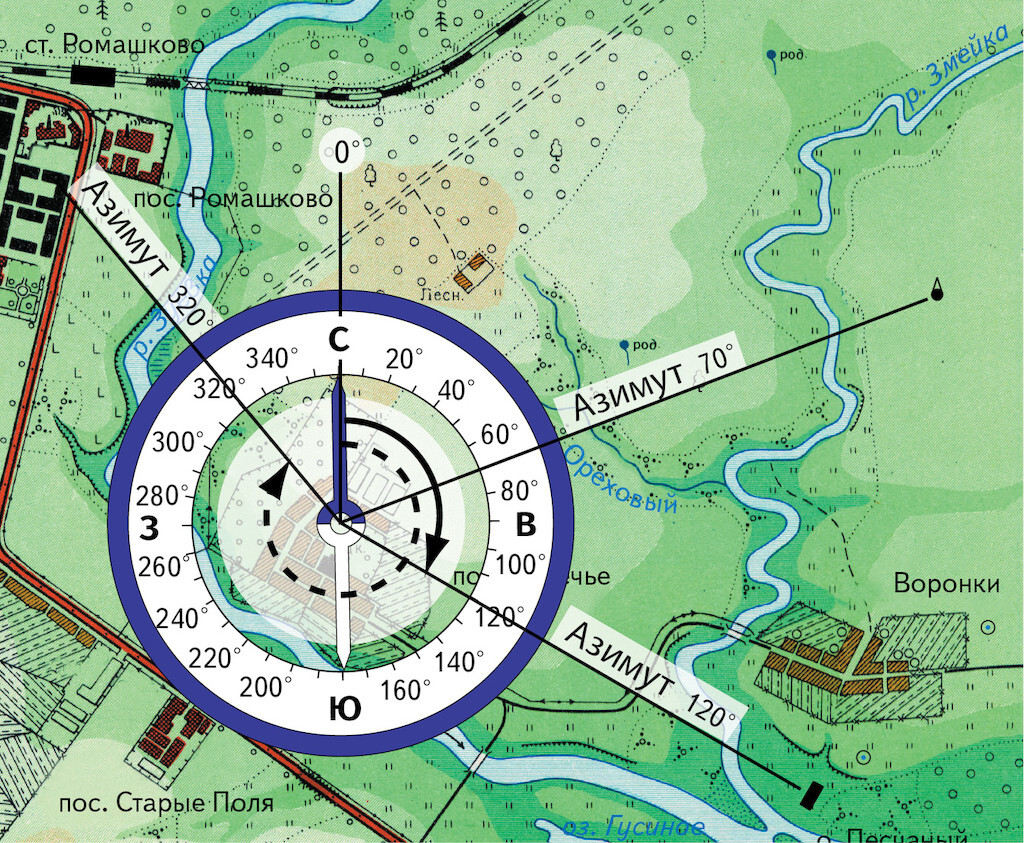 ст. Ромашково
род.
р. Змейка
0°
пос. Ромашково
Азимут 320°
Лесн.
род.
Азимут 70°
С
20°
40°
60°
80°
В
100°
120°
140°
160°
Ю
200°
220°
240°
260°
З
280°
300°
320°
340°
Ореховый
Воронки
Азимут 120°
пос. Старые Поля
оз. Гусиное
о. Песчаный